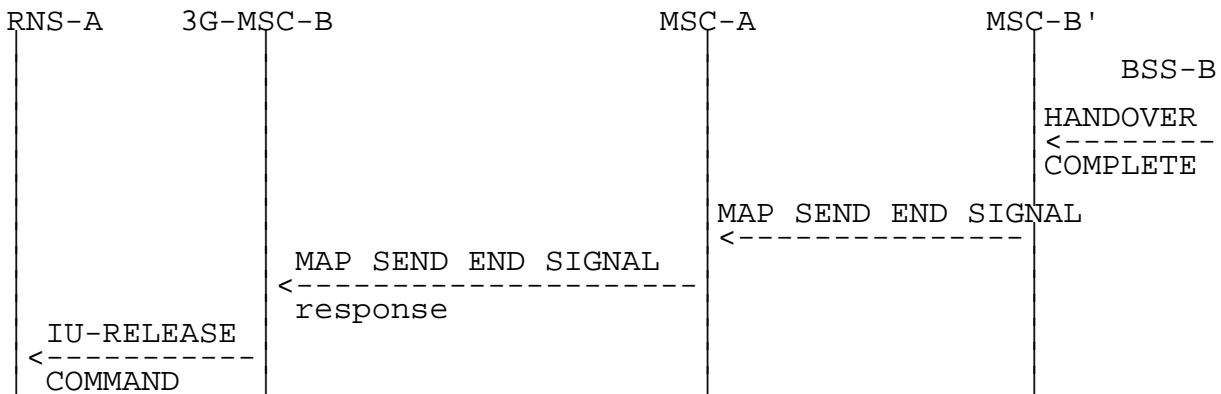 RNS-A 3G-MSC-B MSC-A MSC-B'
BSS-B
HANDOVER
COMPLETE
MAP SEND END SIGNAL
MAP SEND END SIGNAL
response
IU-RELEASE
COMMAND